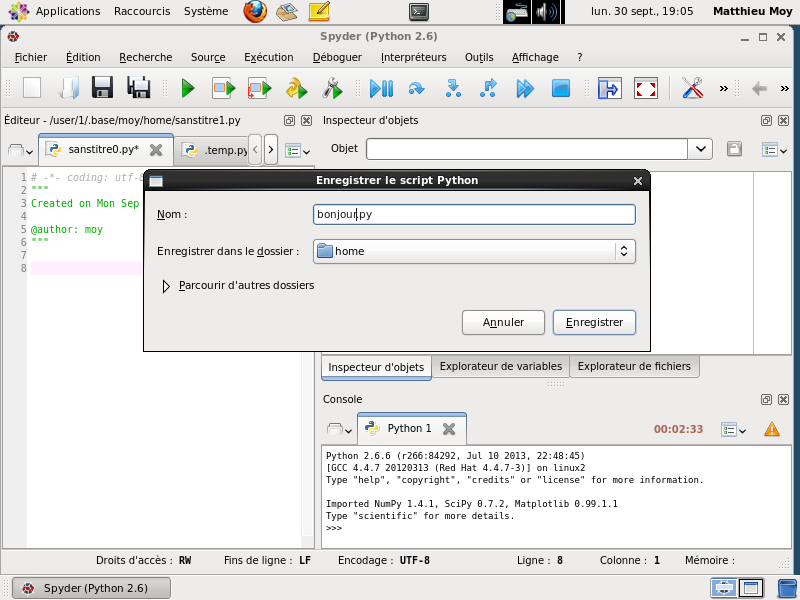 Applications Raccourcis Système lun. 30 sept., 19:05 Matthieu Moy
Spyder (Python 2.6)
Fichier Édition Recherche Source Exécution Déboguer Interpréteurs Outils Affichage ?
Éditeur - /user/1/.base/moy/home/sanstitre1.py
Inspecteur d'objets
sanstitre0.py* .temp.py
Objet
1 # -*- coding: utf-8
2 """
3 Created on Mon Sep
4
5 @author: moy
6 """
7
8
Enregistrer le script Python
Nom : bonjour.py
Enregistrer dans le dossier : home
Parcourir d'autres dossiers
Annuler Enregistrer
Inspecteur d'objets Explorateur de variables Explorateur de fichiers
Console
Python 1 00:02:33
Python 2.6.6 (r266:84292, Jul 10 2013, 22:48:45)
[GCC 4.4.7 20120313 (Red Hat 4.4.7-3)] on linux2
Type "help", "copyright", "credits" or "license" for more information.
Imported NumPy 1.4.1, SciPy 0.7.2, Matplotlib 0.99.1.1
Type "scientific" for more details.
>>>
Droits d'accès : RW Fins de ligne : LF Encodage : UTF-8 Ligne : 8 Colonne : 1 Mémoire :
Spyder (Python 2.6)